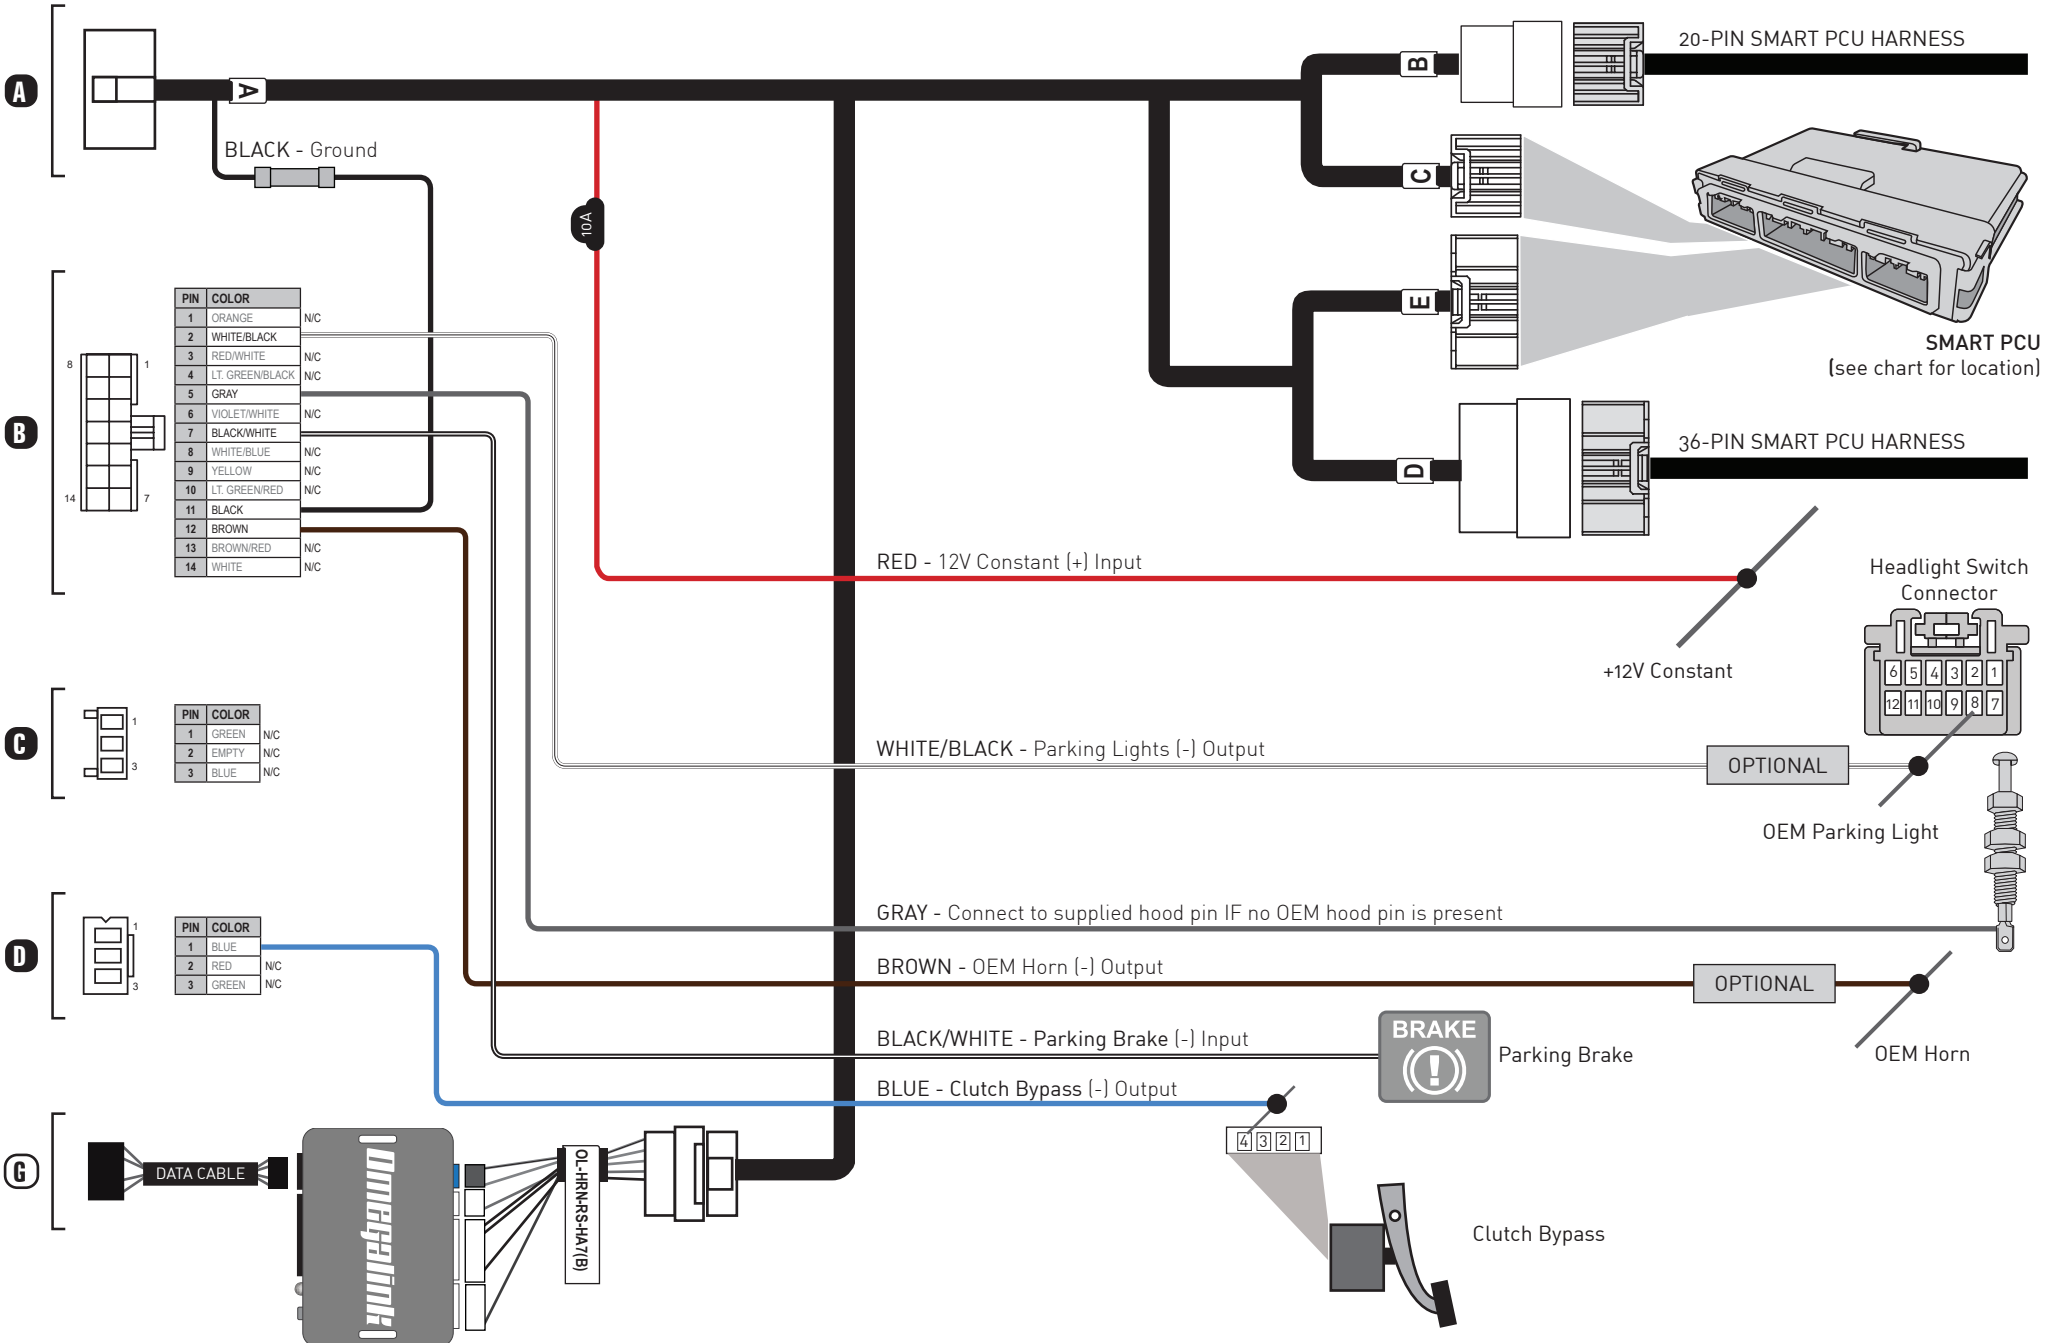 A
A
BLACK - Ground
10A
B
20-PIN SMART PCU HARNESS
C
E
SMART PCU
(see chart for location)
D
36-PIN SMART PCU HARNESS
B
8 1
14 7
PIN COLOR
1 ORANGE N/C
2 WHITE/BLACK
3 RED/WHITE N/C
4 LT. GREEN/BLACK N/C
5 GRAY
6 VIOLET/WHITE N/C
7 BLACK/WHITE
8 WHITE/BLUE N/C
9 YELLOW N/C
10 LT. GREEN/RED N/C
11 BLACK
12 BROWN
13 BROWN/RED N/C
14 WHITE N/C
RED - 12V Constant (+) Input
+12V Constant
Headlight Switch
Connector
6 5 4 3 2 1
12 11 10 9 8 7
C
1
3
PIN COLOR
1 GREEN N/C
2 EMPTY N/C
3 BLUE N/C
WHITE/BLACK - Parking Lights (-) Output
OPTIONAL
OEM Parking Light
D
1
3
PIN COLOR
1 BLUE
2 RED N/C
3 GREEN N/C
GRAY - Connect to supplied hood pin IF no OEM hood pin is present
BROWN - OEM Horn (-) Output
OPTIONAL
OEM Horn
BLACK/WHITE - Parking Brake (-) Input
BRAKE
Parking Brake
BLUE - Clutch Bypass (-) Output
4 3 2 1
Clutch Bypass
G
DATA CABLE
Omegalink
OL-HRN-RS-HA7(B)